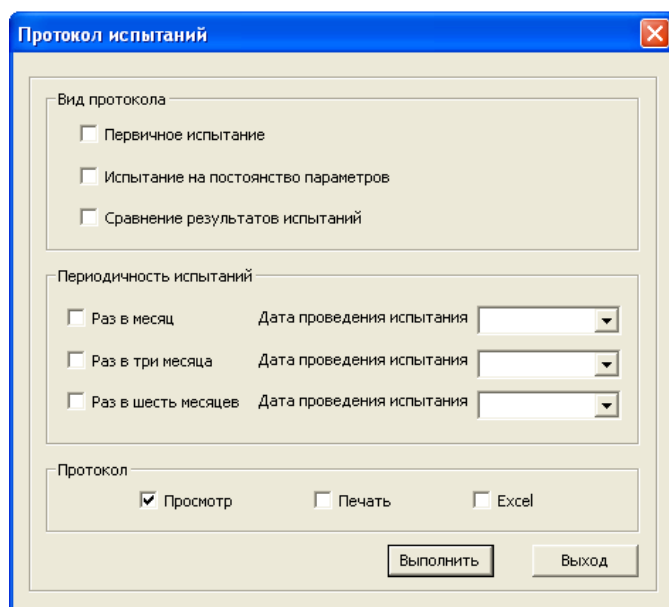 Протокол испытаний
Вид протокола
Первичное испытание
Испытание на постоянство параметров
Сравнение результатов испытаний
Периодичность испытаний
Раз в месяц Дата проведения испытания
Раз в три месяца Дата проведения испытания
Раз в шесть месяцев Дата проведения испытания
Протокол
Просмотр Печать Excel
Выполнить Выход